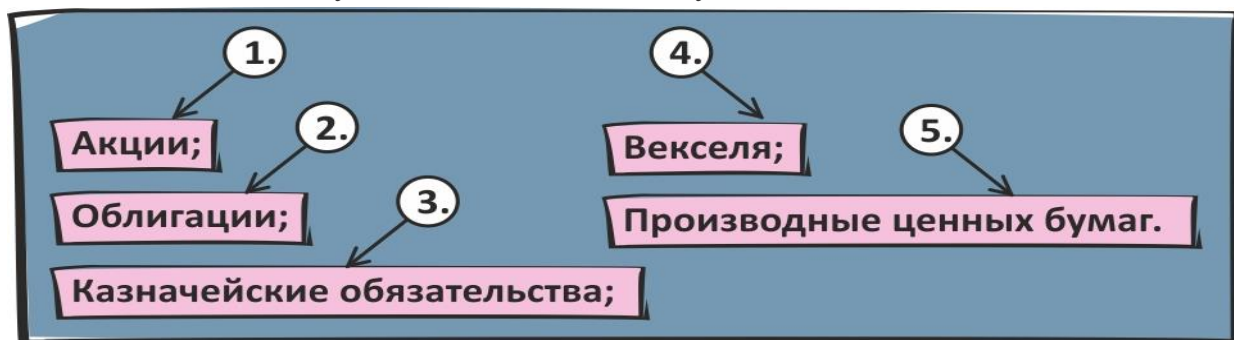 1.
Акции;
2.
Облигации;
3.
Казначейские обязательства;
4.
Векселя;
5.
Производные ценных бумаг.